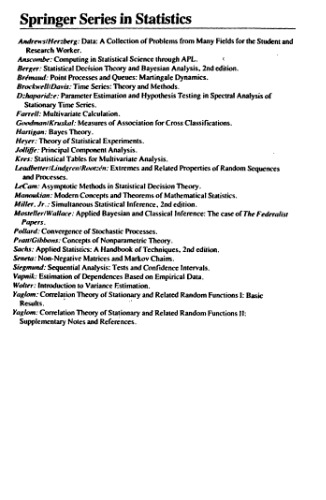 Springer Series in Statistics
Andrews/Herzberg: Data: A Collection of Problems from Many Fields for the Student and
Research Worker.
Anscombe: Computing in Statistical Science through APL.
Berger: Statistical Decision Theory and Bayesian Analysis, 2nd edition.
Brémaud: Point Processes and Queues: Martingale Dynamics.
Brockwell/Davis: Time Series: Theory and Methods.
Dzhaparidze: Parameter Estimation and Hypothesis Testing in Spectral Analysis of
Stationary Time Series.
Farrell: Multivariate Calculation.
Goodman/Kruskal: Measures of Association for Cross Classifications.
Hartigan: Bayes Theory.
Heyer: Theory of Statistical Experiments.
Jolliffe: Principal Component Analysis.
Kres: Statistical Tables for Multivariate Analysis.
Leadbetter/Lindgren/Rootzén: Extremes and Related Properties of Random Sequences
and Processes.
LeCam: Asymptotic Methods in Statistical Decision Theory.
Manoukian: Modern Concepts and Theorems of Mathematical Statistics.
Miller, Jr.: Simultaneous Statistical Inference, 2nd edition.
Mosteller/Wallace: Applied Bayesian and Classical Inference: The case of The Federalist
Papers.
Pollard: Convergence of Stochastic Processes.
Pratt/Gibbons: Concepts of Nonparametric Theory.
Sachs: Applied Statistics: A Handbook of Techniques, 2nd edition.
Seneta: Non-Negative Matrices and Markov Chains.
Siegmund: Sequential Analysis: Tests and Confidence Intervals.
Vapnik: Estimation of Dependences Based on Empirical Data.
Wolter: Introduction to Variance Estimation.
Yaglom: Correlation Theory of Stationary and Related Random Functions I: Basic
Results.
Yaglom: Correlation Theory of Stationary and Related Random Functions II:
Supplementary Notes and References.